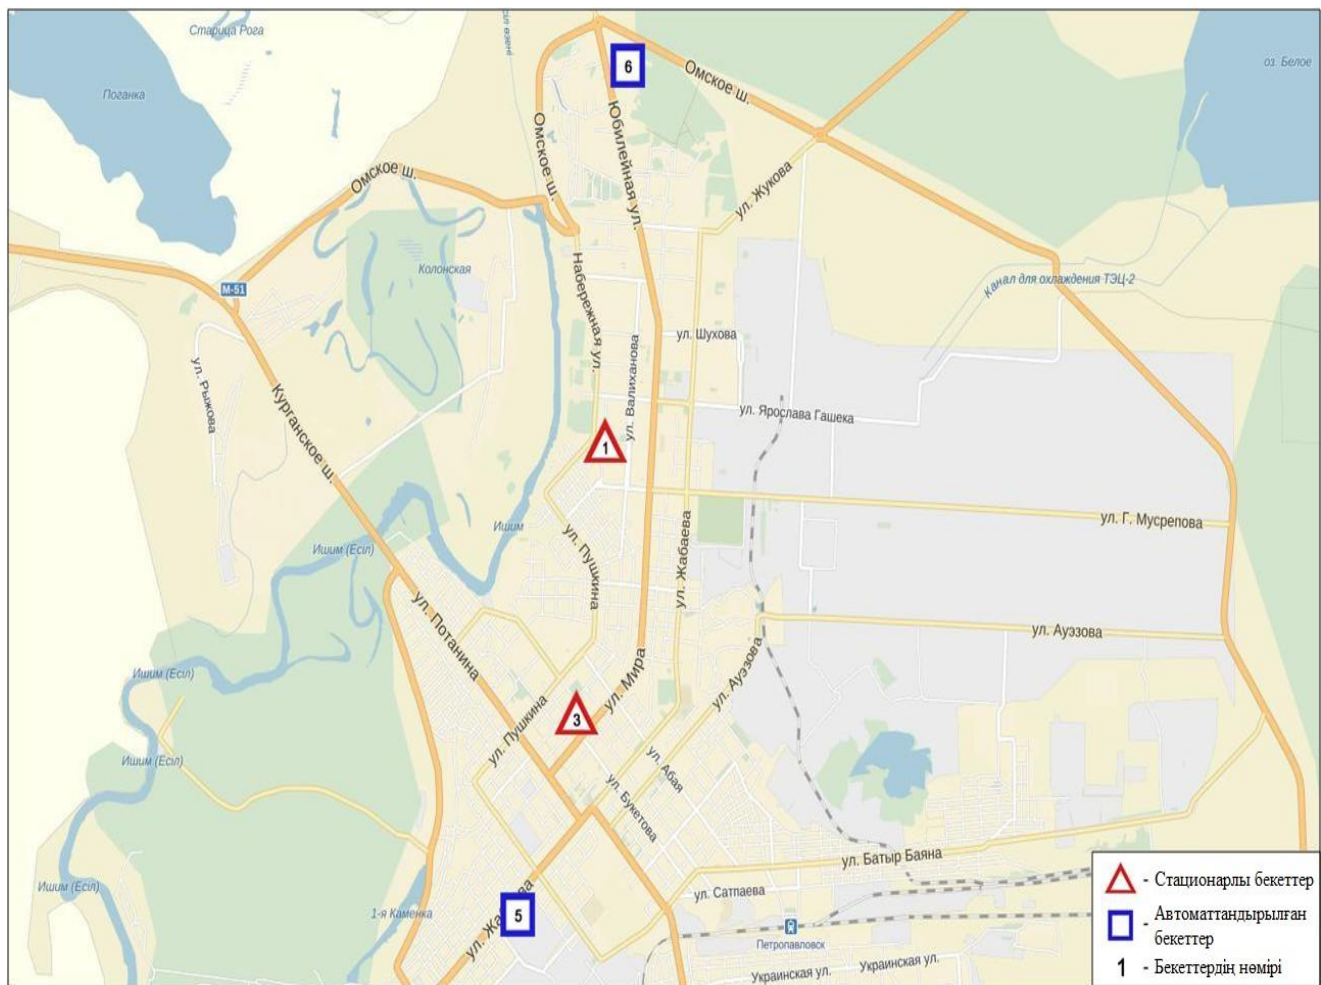 Старица Рога
Поганка
сіл өзені
6
Омское ш.
оз. Белое
Омское ш.
Юбилейная ул.
Омское ш.
ул. Жукова
Колонская
М-51
Набережная ул.
Канал для охлаждения ТЭЦ-2
ул. Шухова
ул. Рыжова
Курганское ш.
ул. Валиханова
ул. Ярослава Гашека
1
Ишим
ул. Г. Мусрепова
Ишим (Есіл)
ул. Пушкина
ул. Жабаева
ул. Потанина
ул. Ауэзова
Ишим (Есіл)
ул. Мира
ул. Ауэзова
3
ул. Пушкина
Ишим (Есіл)
ул. Абая
ул. Букетова
ул. Батыр Баяна
Ишим (Есіл)
ул. Сатпаева
1-я Каменка
5
ул.
Петропавловск
Украинская ул.
Украинская ул.
- Стационарлы бекеттер
- Автоматтандырылған
бекеттер
1 - Бекеттердің нөмірі